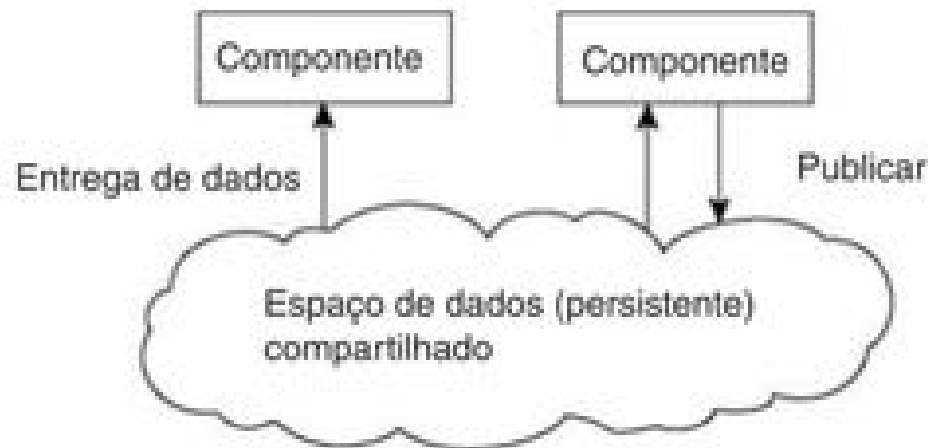 Componente
Componente
Entrega de dados
Publicar
Espaço de dados (persistente)
compartilhado